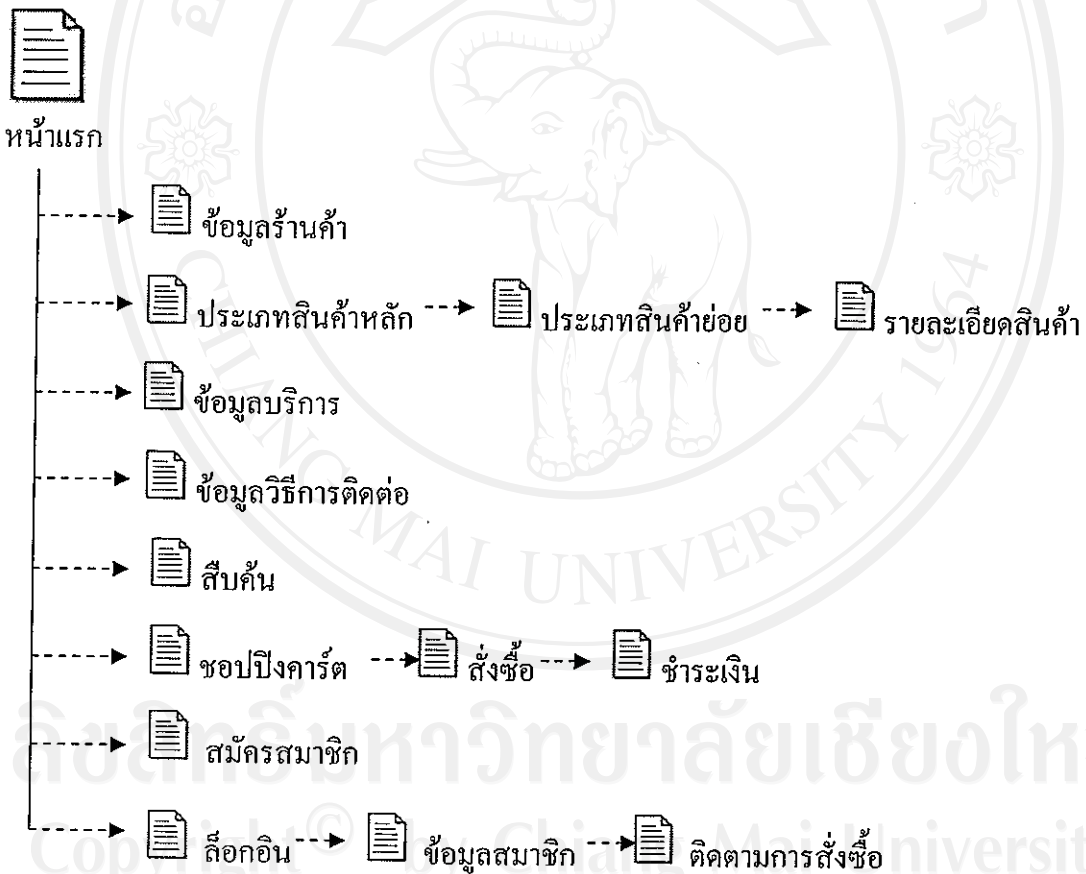 หน้าแรก
ข้อมูลร้านค้า
ประเภทสินค้าหลัก ประเภทสินค้าย่อย รายละเอียดสินค้า
ข้อมูลบริการ
ข้อมูลวิธีการติดต่อ
สืบค้น
ชอปปิงคาร์ต สั่งซื้อ ชำระเงิน
สมัครสมาชิก
ล็อกอิน ข้อมูลสมาชิก ติดตามการสั่งซื้อ
CHIANG MAI UNIVERSITY 1964
ลิขสิทธิ์มหาวิทยาลัยเชียงให
Copyright © by Chiang Mai Universit